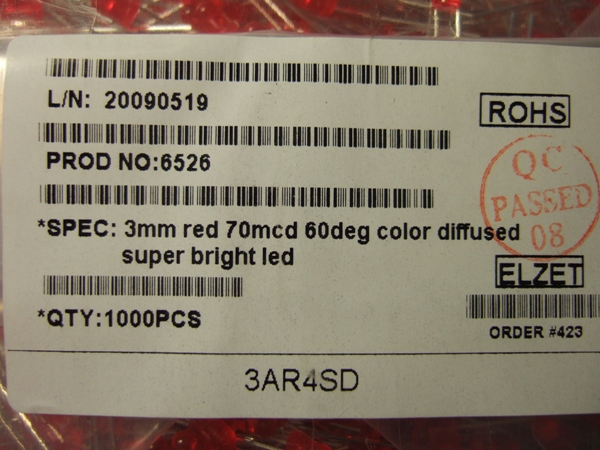 L/N: 20090519
ROHS
PROD NO:6526
QC
PASSED
08
*SPEC: 3mm red 70mcd 60deg color diffused
super bright led
ELZET
*QTY:1000PCS
ORDER #423
3AR4SD